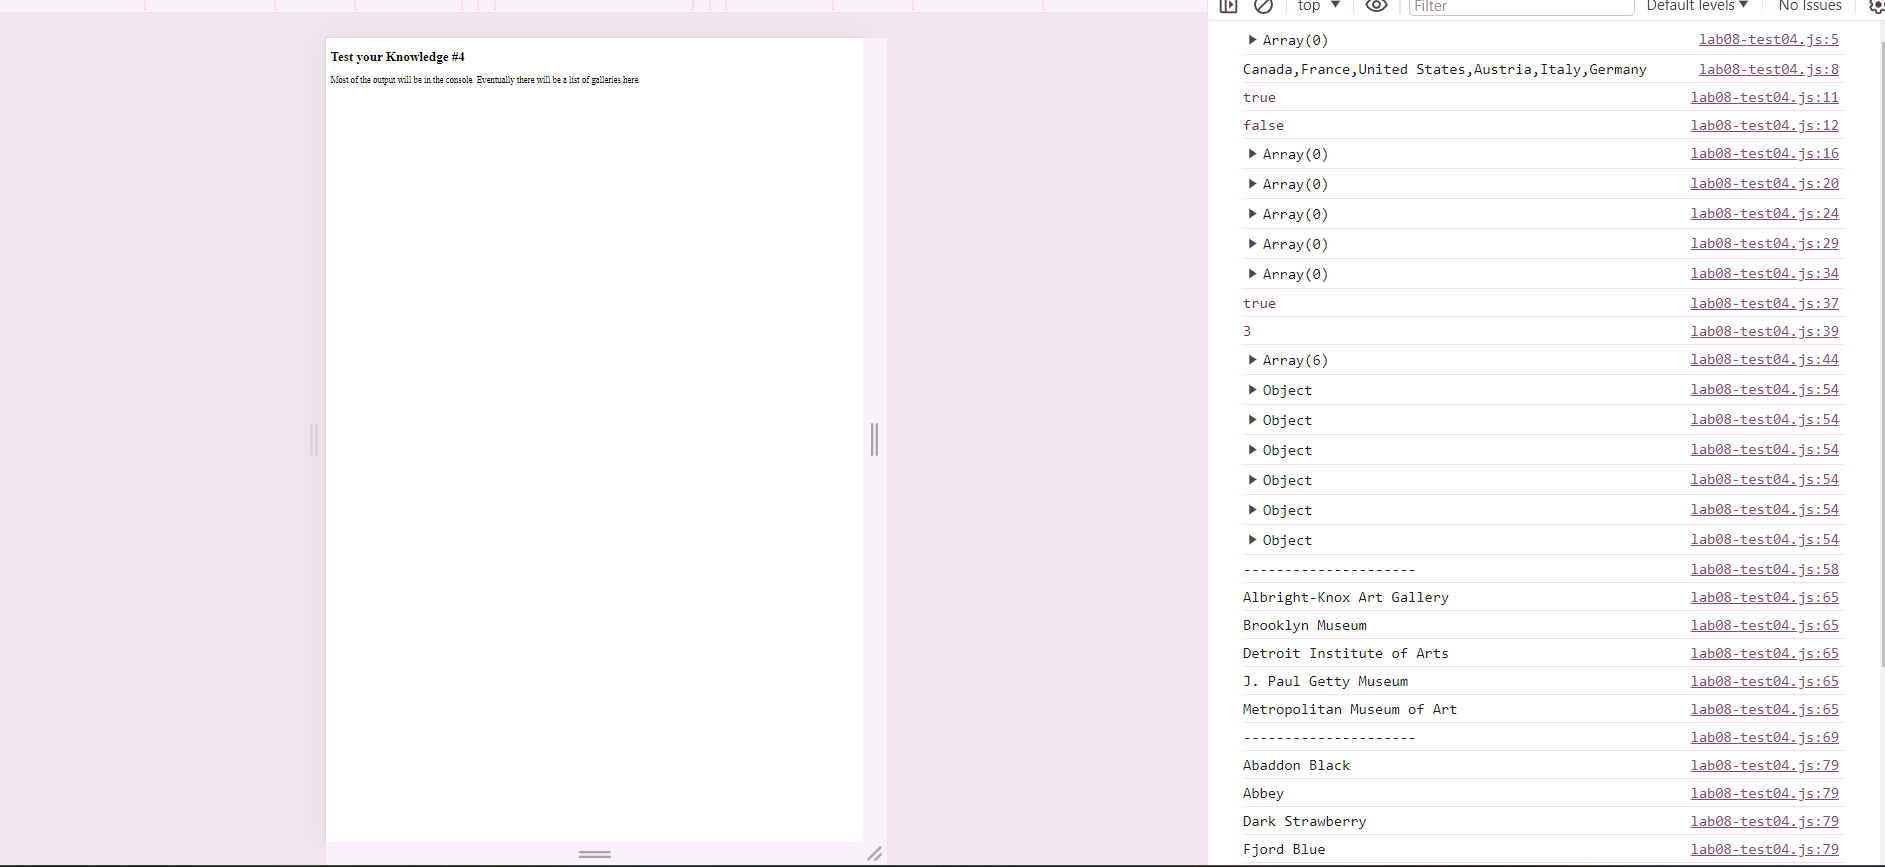 Test your Knowledge #4
Most of the output will be in the console. Eventually there will be a list of galleries here.
top Filter Default levels No Issues
Array(0) lab08-test04.js:5
Canada,France,United States,Austria,Italy,Germany lab08-test04.js:8
true lab08-test04.js:11
false lab08-test04.js:12
Array(0) lab08-test04.js:16
Array(0) lab08-test04.js:20
Array(0) lab08-test04.js:24
Array(0) lab08-test04.js:29
Array(0) lab08-test04.js:34
true lab08-test04.js:37
3 lab08-test04.js:39
Array(6) lab08-test04.js:44
Object lab08-test04.js:54
Object lab08-test04.js:54
Object lab08-test04.js:54
Object lab08-test04.js:54
Object lab08-test04.js:54
Object lab08-test04.js:54
--------------------- lab08-test04.js:58
Albright-Knox Art Gallery lab08-test04.js:65
Brooklyn Museum lab08-test04.js:65
Detroit Institute of Arts lab08-test04.js:65
J. Paul Getty Museum lab08-test04.js:65
Metropolitan Museum of Art lab08-test04.js:65
--------------------- lab08-test04.js:69
Abaddon Black lab08-test04.js:79
Abbey lab08-test04.js:79
Dark Strawberry lab08-test04.js:79
Fjord Blue lab08-test04.js:79